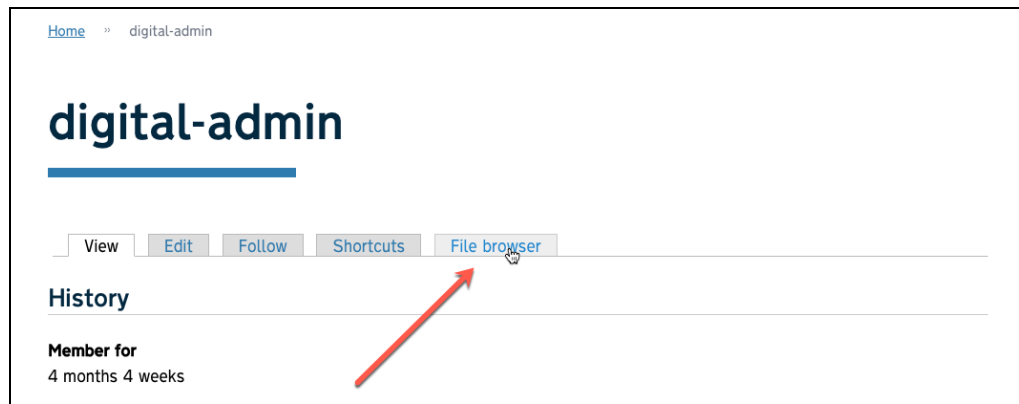 Home » digital-admin
digital-admin
View Edit Follow Shortcuts File browser
History
Member for
4 months 4 weeks